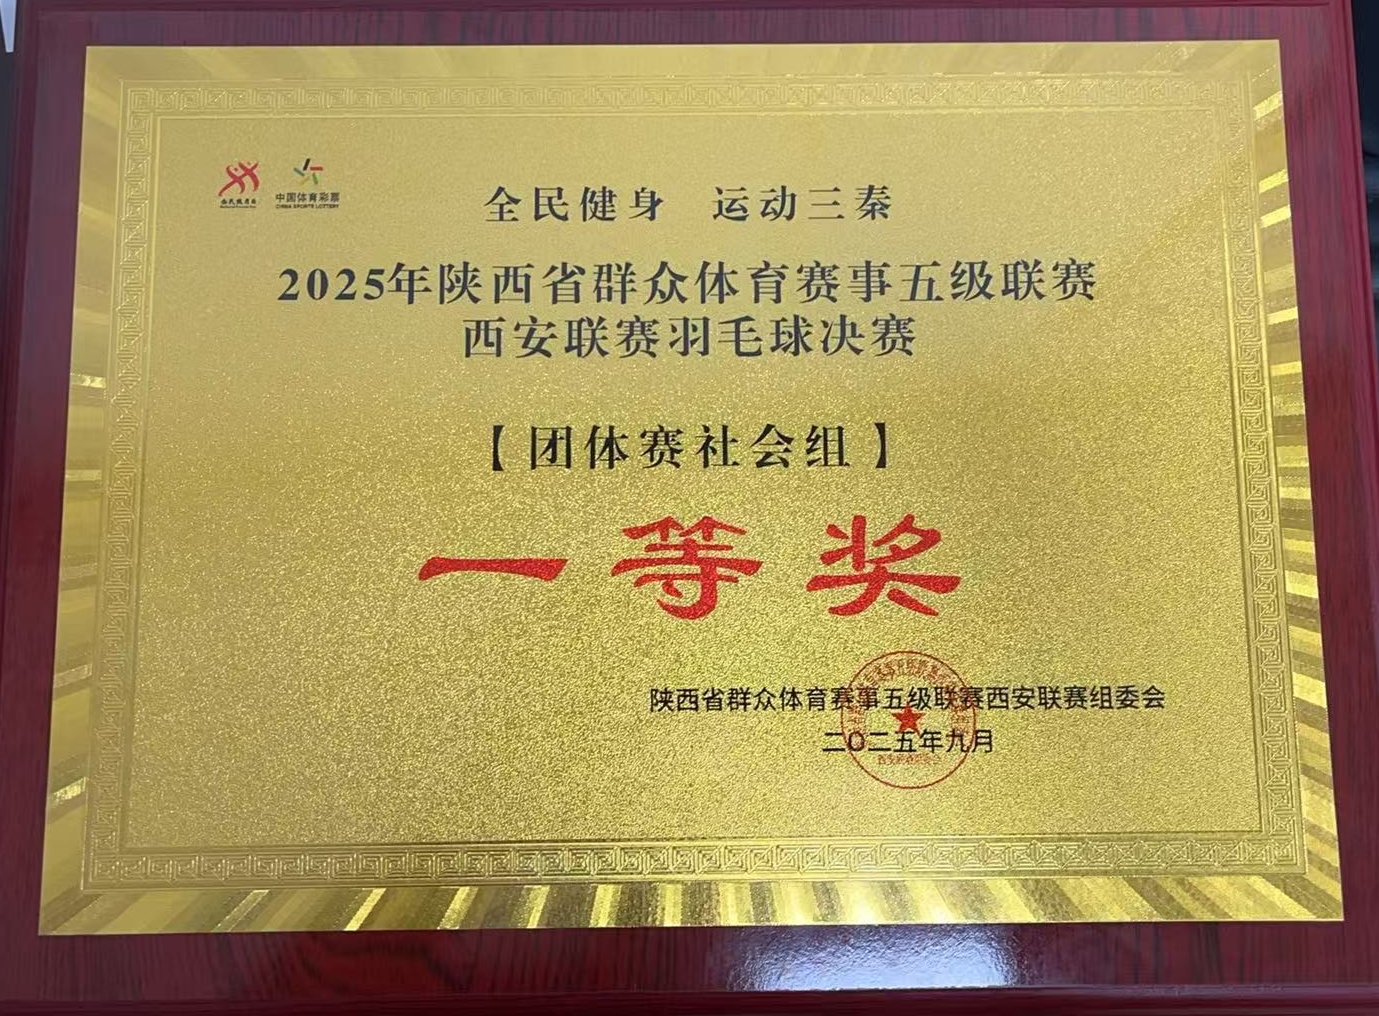 中国体育彩票
CHINA SPORTS LOTTERY
全民健身 运动三秦
2025年陕西省群众体育赛事五级联赛
西安联赛羽毛球决赛
【团体赛社会组】
一等奖
陕西省群众体育赛事五级联赛西安联赛组委会
二〇二五年九月